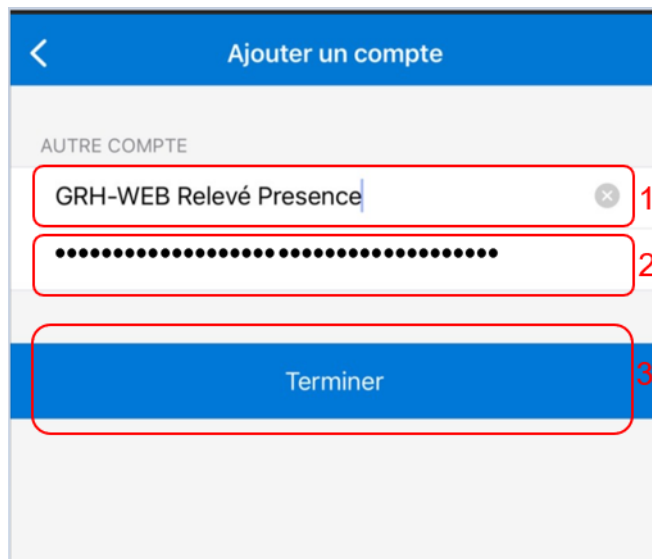 Ajouter un compte
AUTRE COMPTE
GRH-WEB Relevé Presence
1
••••••••••••••••••••••••••••••••••••••
2
Terminer
3